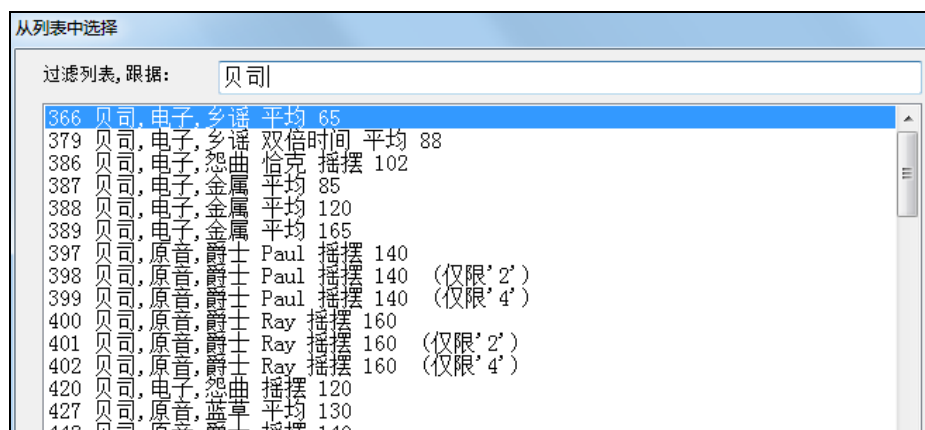 从列表中选择
过滤列表,跟据: 贝司
366 贝司,电子,乡谣 平均 65
379 贝司,电子,乡谣 双倍时间 平均 88
386 贝司,电子,怨曲 恰克 摇摆 102
387 贝司,电子,金属 平均 85
388 贝司,电子,金属 平均 120
389 贝司,电子,金属 平均 165
397 贝司,原音,爵士 Paul 摇摆 140
398 贝司,原音,爵士 Paul 摇摆 140 (仅限'2')
399 贝司,原音,爵士 Paul 摇摆 140 (仅限'4')
400 贝司,原音,爵士 Ray 摇摆 160
401 贝司,原音,爵士 Ray 摇摆 160 (仅限'2')
402 贝司,原音,爵士 Ray 摇摆 160 (仅限'4')
420 贝司,电子,怨曲 摇摆 120
427 贝司,原音,蓝草 平均 130